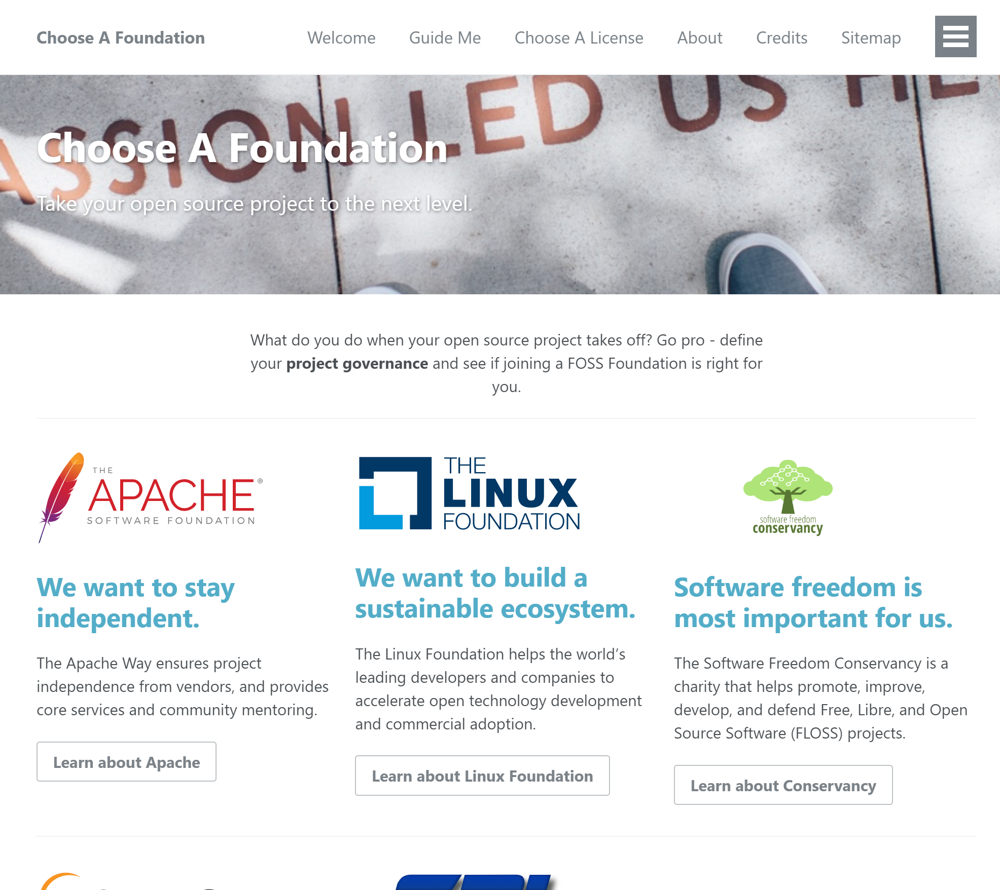 Choose A Foundation
Welcome
Guide Me
Choose A License
About
Credits
Sitemap
ASSION LED US HE
Choose A Foundation
Take your open source project to the next level.
What do you do when your open source project takes off? Go pro - define
your project governance and see if joining a FOSS Foundation is right for
you.
THE
APACHE®
SOFTWARE FOUNDATION
We want to stay
independent.
The Apache Way ensures project
independence from vendors, and provides
core services and community mentoring.
Learn about Apache
THE
LINUX
FOUNDATION
We want to build a
sustainable ecosystem.
The Linux Foundation helps the world’s
leading developers and companies to
accelerate open technology development
and commercial adoption.
Learn about Linux Foundation
software freedom
conservancy
Software freedom is
most important for us.
The Software Freedom Conservancy is a
charity that helps promote, improve,
develop, and defend Free, Libre, and Open
Source Software (FLOSS) projects.
Learn about Conservancy